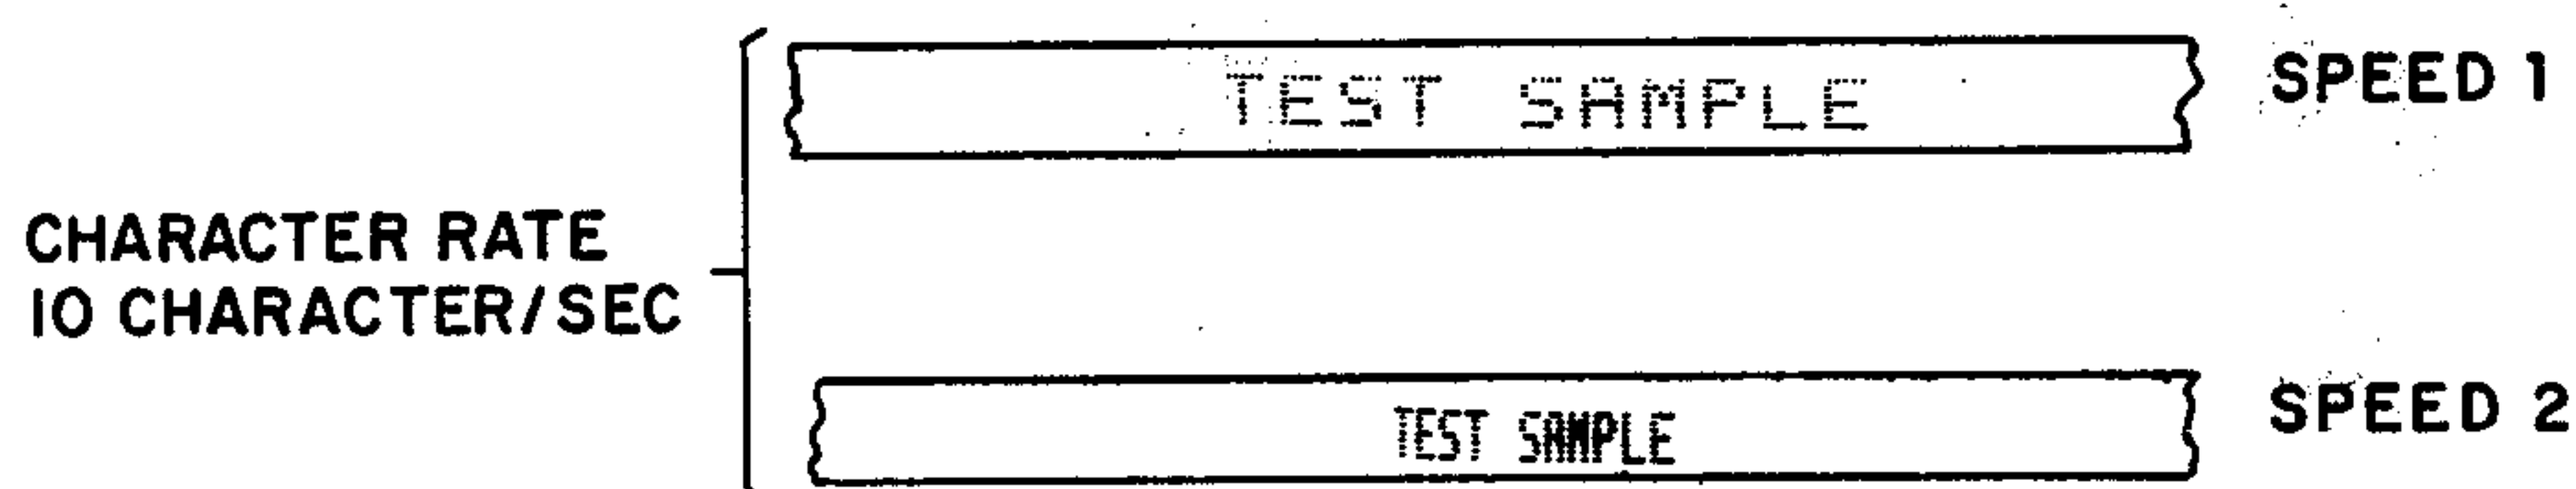 TEST SAMPLE
SPEED 1
CHARACTER RATE
10 CHARACTER/SEC
TEST SAMPLE
SPEED 2